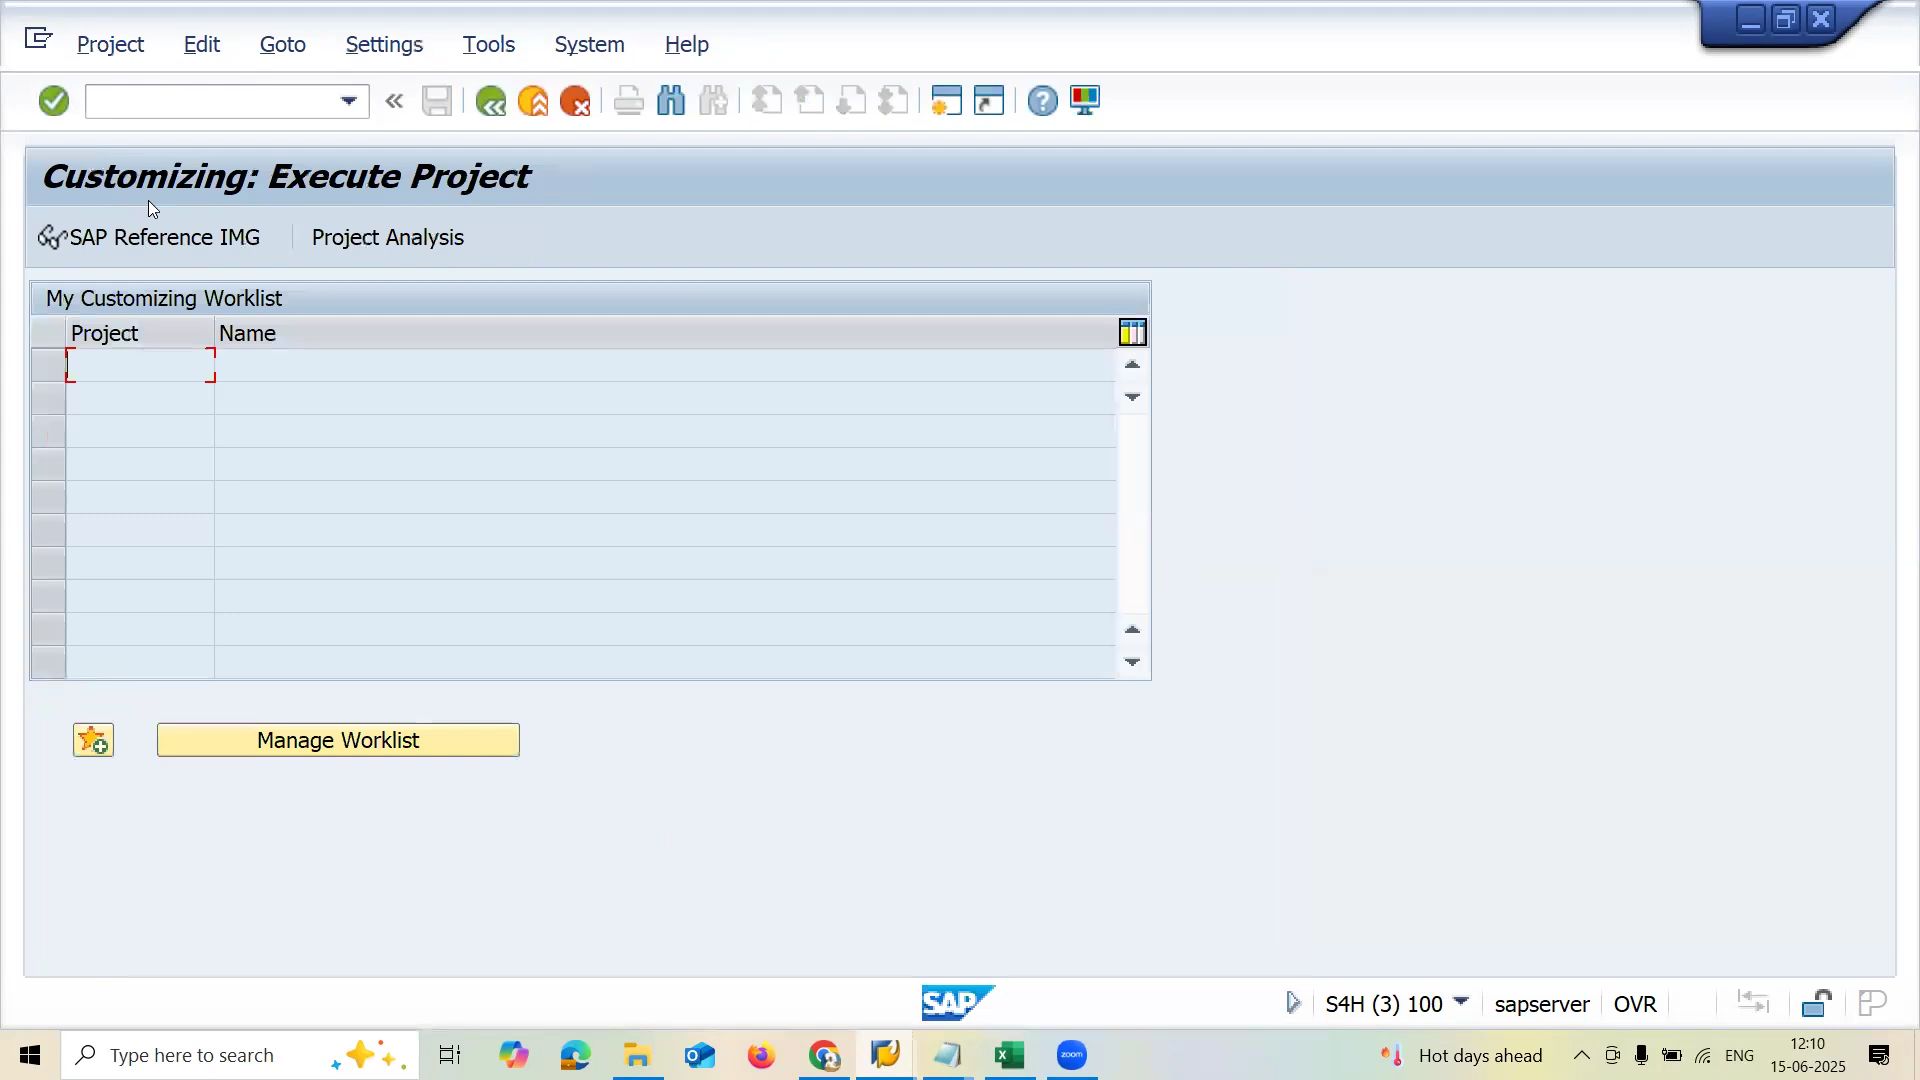 Project Edit Goto Settings Tools System Help
Customizing: Execute Project
SAP Reference IMG Project Analysis
My Customizing Worklist
Project Name
Manage Worklist
SAP S4H (3) 100 sapserver OVR
Type here to search zoom Hot days ahead ENG 12:10
15-06-2025